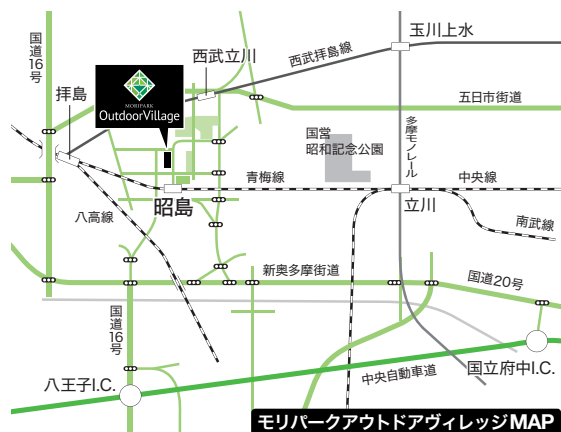 国道16号
拝島
MORIPARK
OutdoorVillage
西武立川
西武拝島線
玉川上水
五日市街道
国営
昭和記念公園
多摩モノレール
青梅線
中央線
昭島
立川
八高線
南武線
新奥多摩街道
国道20号
国道16号
八王子I.C.
中央自動車道
国立府中I.C.
モリパークアウトドアヴィレッジMAP